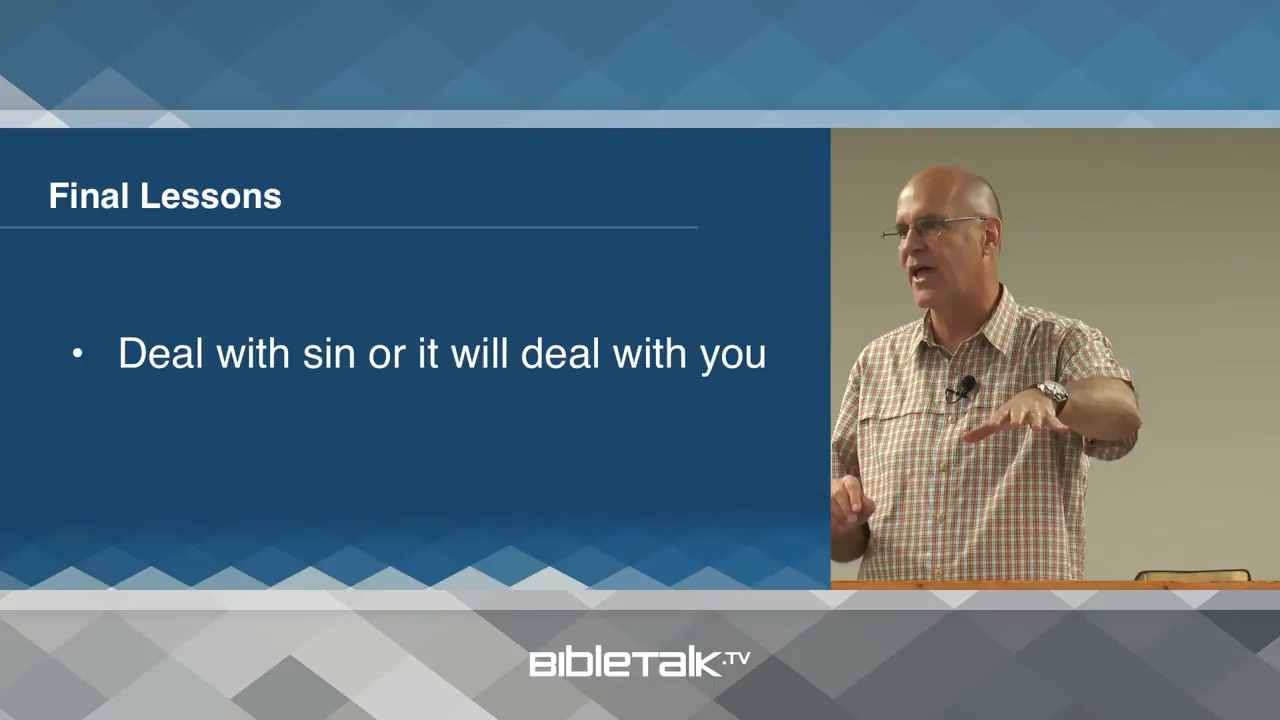 Final Lessons
• Deal with sin or it will deal with you
BibleTalk.TV